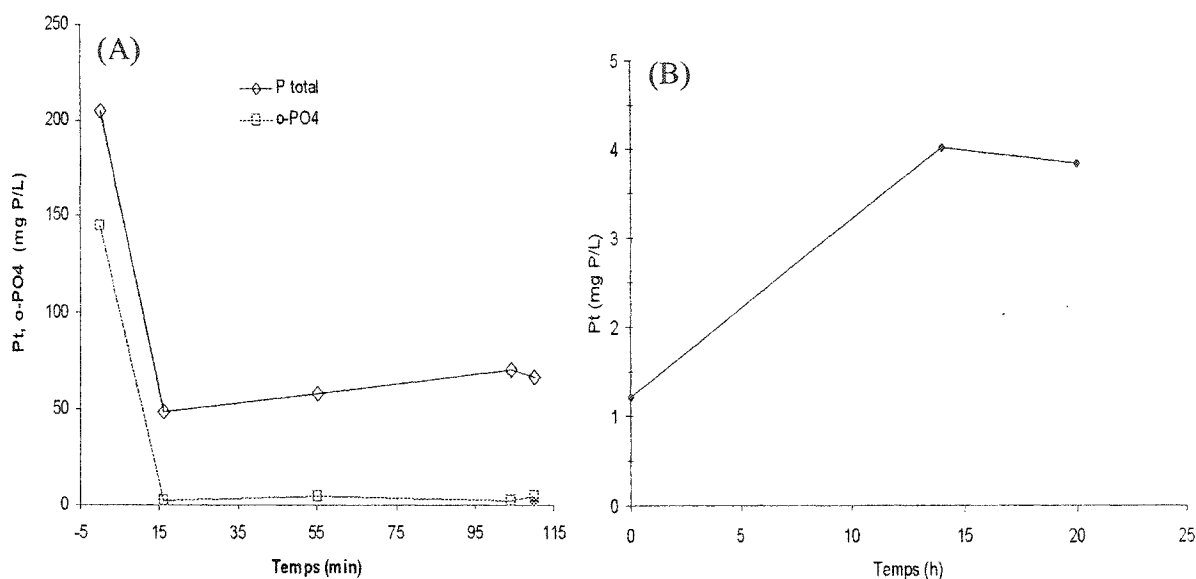 (A)
Pt, o-PO4 (mg P/L)
250
200
150
100
50
0
P total
o-PO4
-5 15 35 55 75 95 115
Temps (min)
(B)
Pt (mg P/L)
5
4
3
2
1
0
0 5 10 15 20 25
Temps (h)